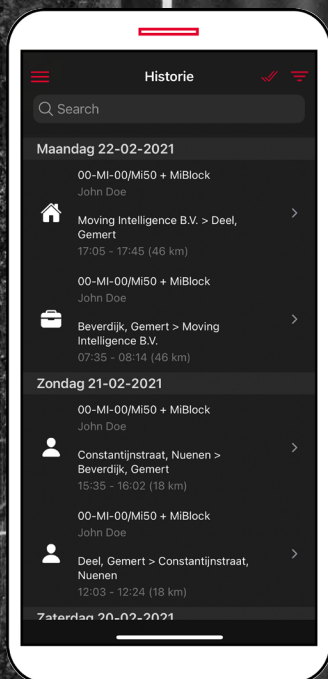 Historie
Search
Maandag 22-02-2021
00-MI-00/Mi50 + MiBlock
John Doe
Moving Intelligence B.V. > Deel,
Gemert
17:05 - 17:45 (46 km)
00-MI-00/Mi50 + MiBlock
John Doe
Beverdijk, Gemert > Moving
Intelligence B.V.
07:35 - 08:14 (46 km)
Zondag 21-02-2021
00-MI-00/Mi50 + MiBlock
John Doe
Constantijnstraat, Nuenen >
Beverdijk, Gemert
15:35 - 16:02 (18 km)
00-MI-00/Mi50 + MiBlock
John Doe
Deel, Gemert > Constantijnstraat,
Nuenen
12:03 - 12:24 (18 km)
Zaterdag 20-02-2021